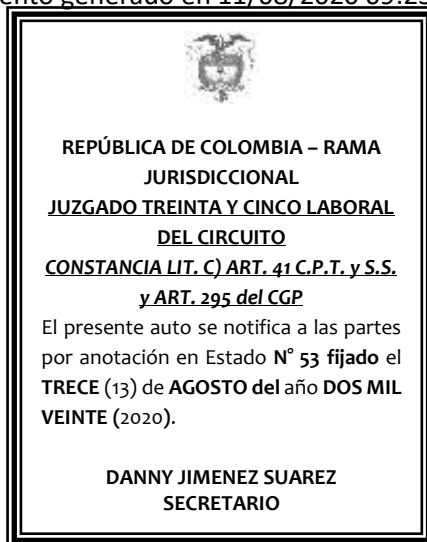 REPÚBLICA DE COLOMBIA – RAMA
JURISDICCIONAL
JUZGADO TREINTA Y CINCO LABORAL
DEL CIRCUITO
CONSTANCIA LIT. C) ART. 41 C.P.T. y S.S.
y ART. 295 del CGP
El presente auto se notifica a las partes
por anotación en Estado N° 53 fijado el
TRECE (13) de AGOSTO del año DOS MIL
VEINTE (2020).
DANNY JIMENEZ SUAREZ
SECRETARIO